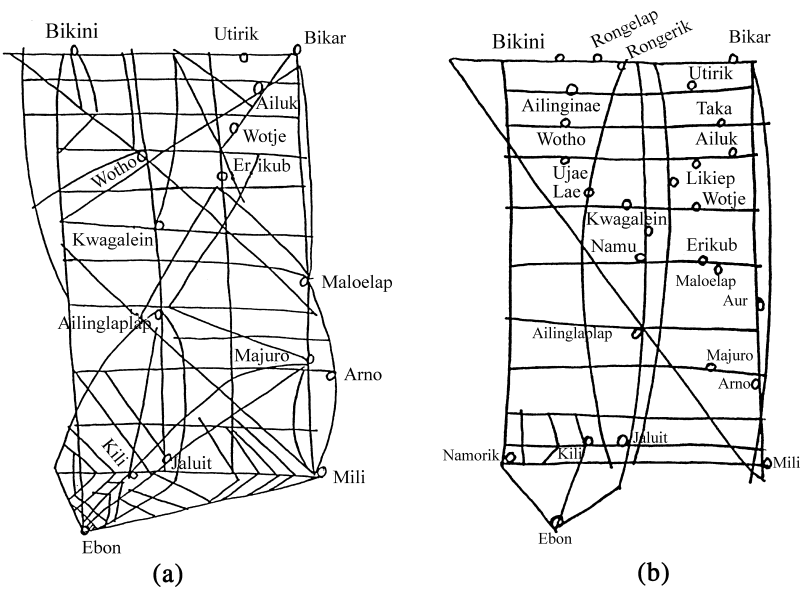 Bikini
Utirik
Bikar
Ailuk
Wotje
Wotho
Erikub
Kwagalein
Maloelap
Ailinglaplap
Majuro
Arno
Kili
Jaluit
Mili
Ebon
(a)
Bikini
Rongelap
Rongerik
Bikar
Utirik
Ailinginae
Taka
Wotho
Ailuk
Ujae
Likiep
Lae
Wotje
Kwagalein
Namu
Erikub
Maloelap
Aur
Ailinglaplap
Majuro
Arno
Jaluit
Namorik
Kili
Mili
Ebon
(b)